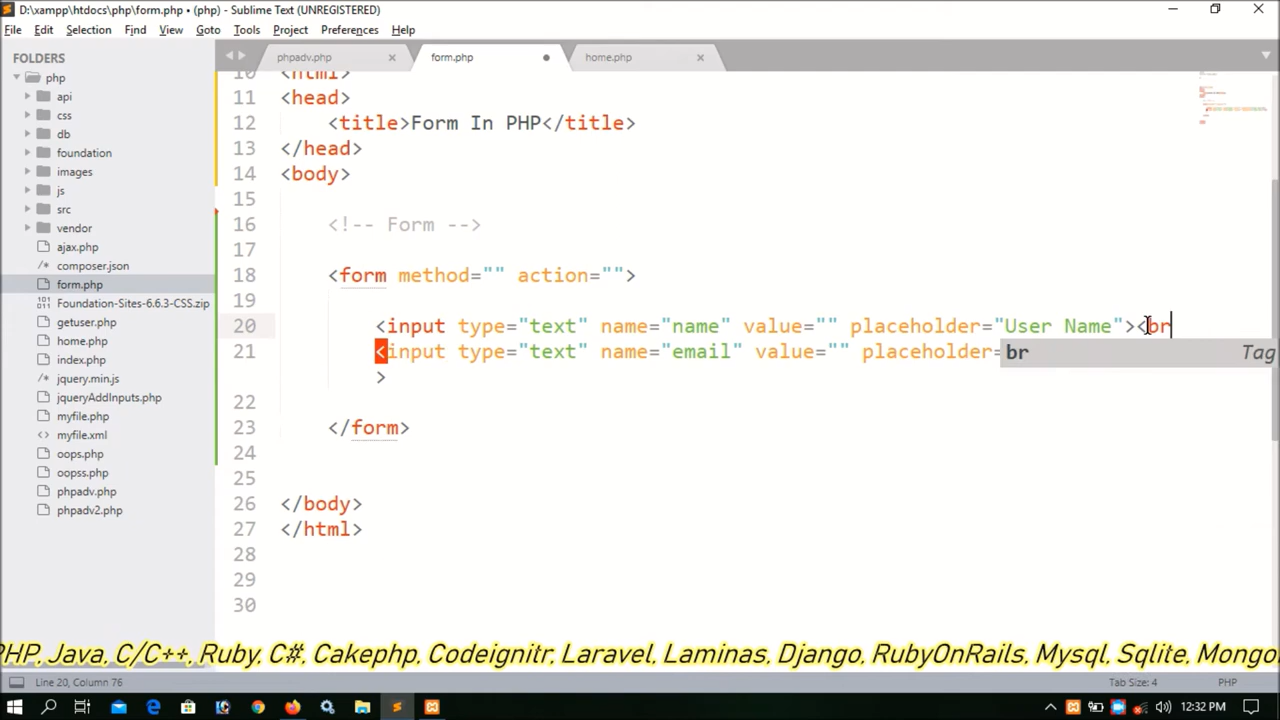 D:\xampp\htdocs\php\form.php • (php) - Sublime Text (UNREGISTERED)
File Edit Selection Find View Goto Tools Project Preferences Help
FOLDERS
php
api
css
db
foundation
images
js
src
vendor
ajax.php
composer.json
form.php
Foundation-Sites-6.6.3-CSS.zip
getuser.php
home.php
index.php
jquery.min.js
jqueryAddInputs.php
myfile.php
myfile.xml
oops.php
oopss.php
phpadv.php
phpadv2.php
phpadv.php form.php home.php
10 <html>
11 <head>
12 <title>Form In PHP</title>
13 </head>
14 <body>
15
16 <!-- Form -->
17
18 <form method="" action="">
19
20 <input type="text" name="name" value="" placeholder="User Name"><br
21 <input type="text" name="email" value="" placeholder=
>
br Tag
22
23 </form>
24
25
26 </body>
27 </html>
28
29
30
PHP, Java, C/C++, Ruby, C#, Cakephp, Codeignitr, Laravel, Laminas, Django, RubyOnRails, Mysql, Sqlite, Mongo
Line 20, Column 76 Tab Size: 4 PHP
12:32 PM